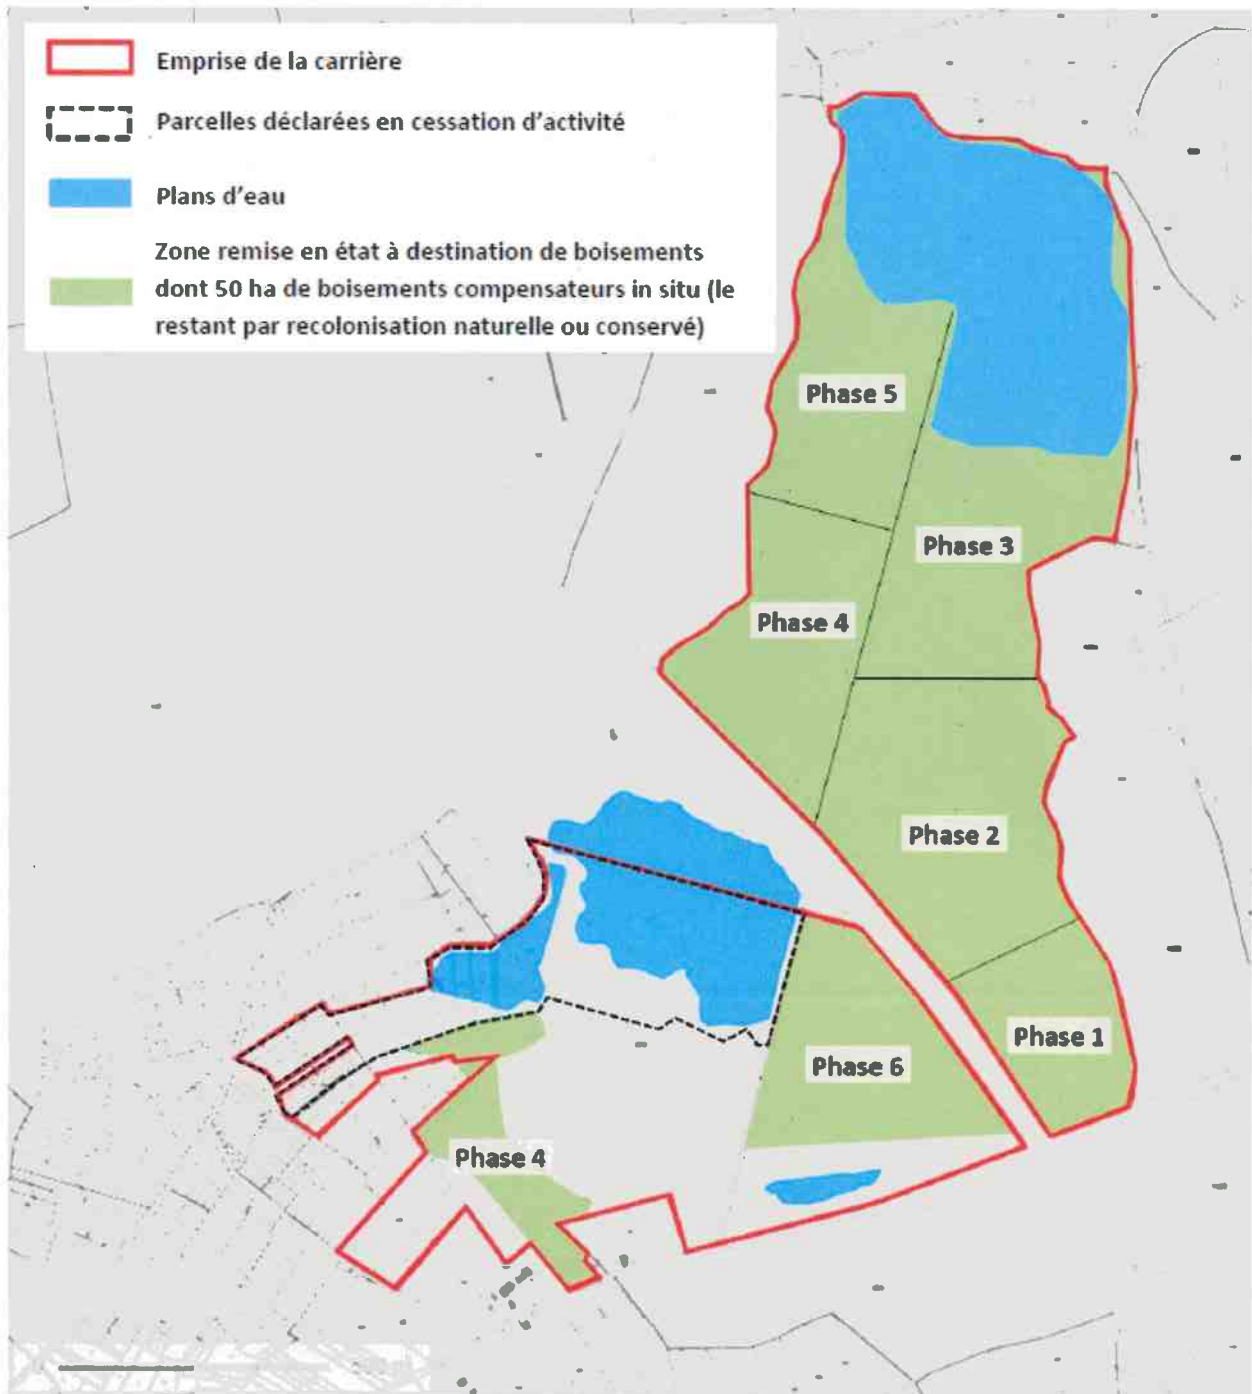 Emprise de la carrière
Parcelles déclarées en cessation d'activité
Plans d'eau
Zone remise en état à destination de boisements
dont 50 ha de boisements compensateurs in situ (le
restant par recolonisation naturelle ou conservé)
Phase 5
Phase 3
Phase 4
Phase 2
Phase 1
Phase 6
Phase 4